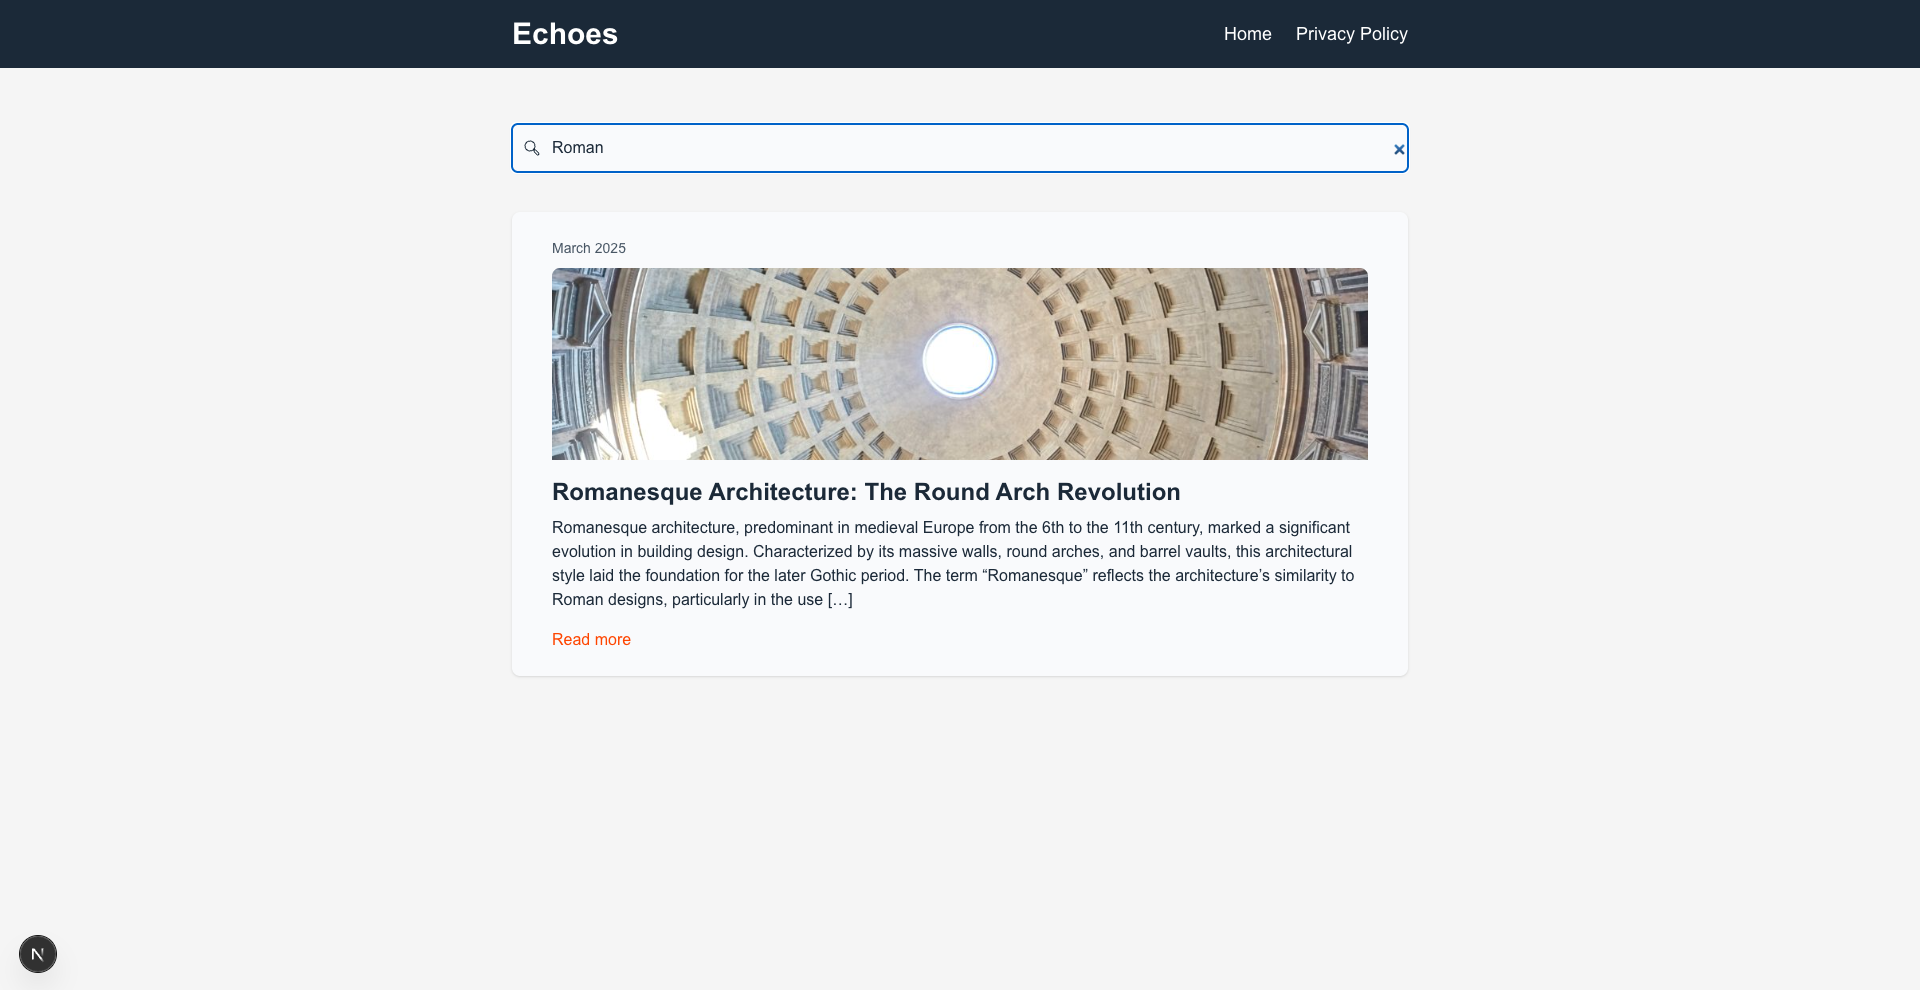 Echoes
Home Privacy Policy
Roman
March 2025
Romanesque Architecture: The Round Arch Revolution
Romanesque architecture, predominant in medieval Europe from the 6th to the 11th century, marked a significant
evolution in building design. Characterized by its massive walls, round arches, and barrel vaults, this architectural
style laid the foundation for the later Gothic period. The term “Romanesque” reflects the architecture’s similarity to
Roman designs, particularly in the use […]
Read more
N